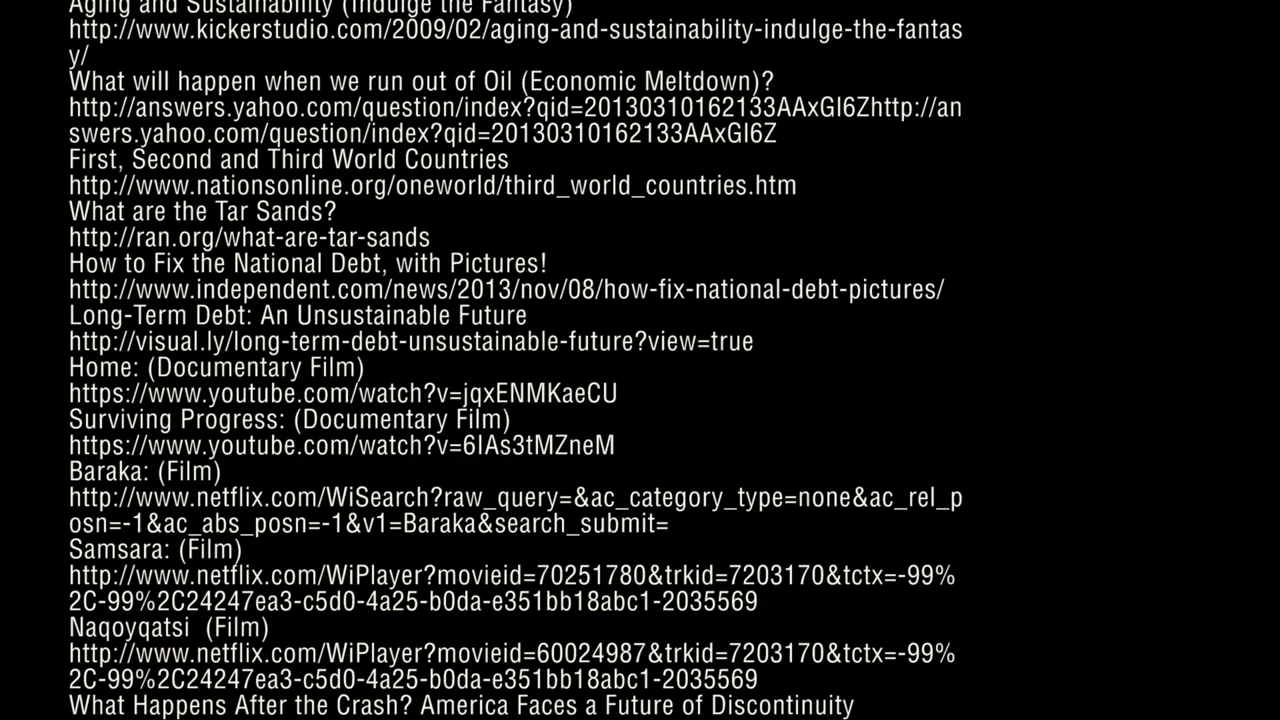 Aging and Sustainability (Indulge the Fantasy)
http://www.kickerstudio.com/2009/02/aging-and-sustainability-indulge-the-fantas
y/
What will happen when we run out of Oil (Economic Meltdown)?
http://answers.yahoo.com/question/index?qid=20130310162133AAxGI6Zhttp://an
swers.yahoo.com/question/index?qid=20130310162133AAxGI6Z
First, Second and Third World Countries
http://www.nationsonline.org/oneworld/third_world_countries.htm
What are the Tar Sands?
http://ran.org/what-are-tar-sands
How to Fix the National Debt, with Pictures!
http://www.independent.com/news/2013/nov/08/how-fix-national-debt-pictures/
Long-Term Debt: An Unsustainable Future
http://visual.ly/long-term-debt-unsustainable-future?view=true
Home: (Documentary Film)
https://www.youtube.com/watch?v=jqxENMKaeCU
Surviving Progress: (Documentary Film)
https://www.youtube.com/watch?v=6IAs3tMZneM
Baraka: (Film)
http://www.netflix.com/WiSearch?raw_query=&ac_category_type=none&ac_rel_p
osn=-1&ac_abs_posn=-1&v1=Baraka&search_submit=
Samsara: (Film)
http://www.netflix.com/WiPlayer?movieid=70251780&trkid=7203170&tctx=-99%
2C-99%2C24247ea3-c5d0-4a25-b0da-e351bb18abc1-2035569
Naqoyqatsi  (Film)
http://www.netflix.com/WiPlayer?movieid=60024987&trkid=7203170&tctx=-99%
2C-99%2C24247ea3-c5d0-4a25-b0da-e351bb18abc1-2035569
What Happens After the Crash? America Faces a Future of Discontinuity